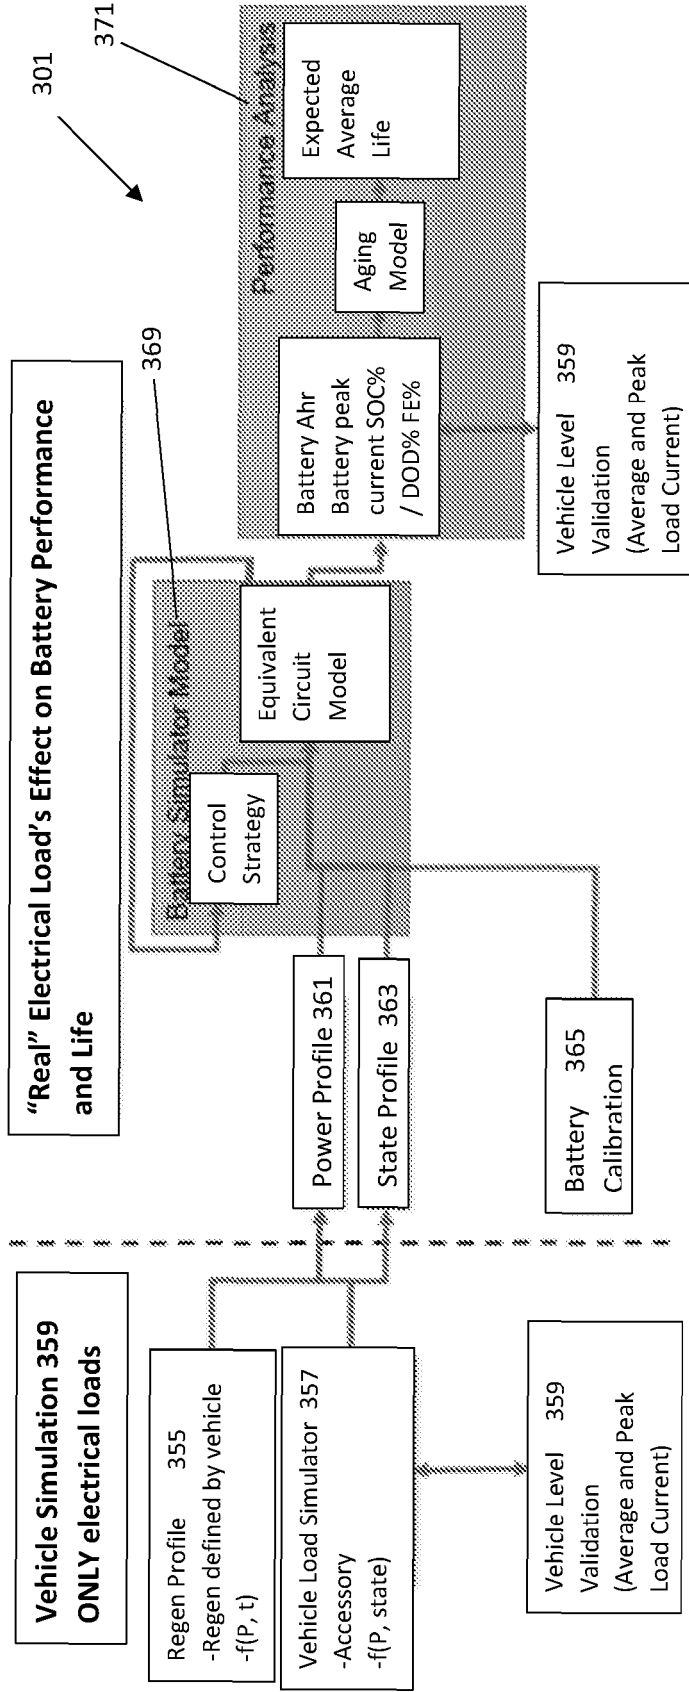 Vehicle Simulation 359
ONLY electrical loads
Regen Profile 355
-Regen defined by vehicle
-f(P, t)
Vehicle Load Simulator 357
-Accessory
-f(P, state)
Vehicle Level 359
Validation
(Average and Peak
Load Current)
"Real" Electrical Load's Effect on Battery Performance
and Life
301
Power Profile 361
State Profile 363
Battery 365
Calibration
Battery Simulator Model
369
Control
Strategy
Equivalent
Circuit
Model
Performance Analysis
371
Battery Ahr
Battery peak
current SOC%
/ DOD% FE%
Aging
Model
Expected
Average
Life
Vehicle Level 359
Validation
(Average and Peak
Load Current)